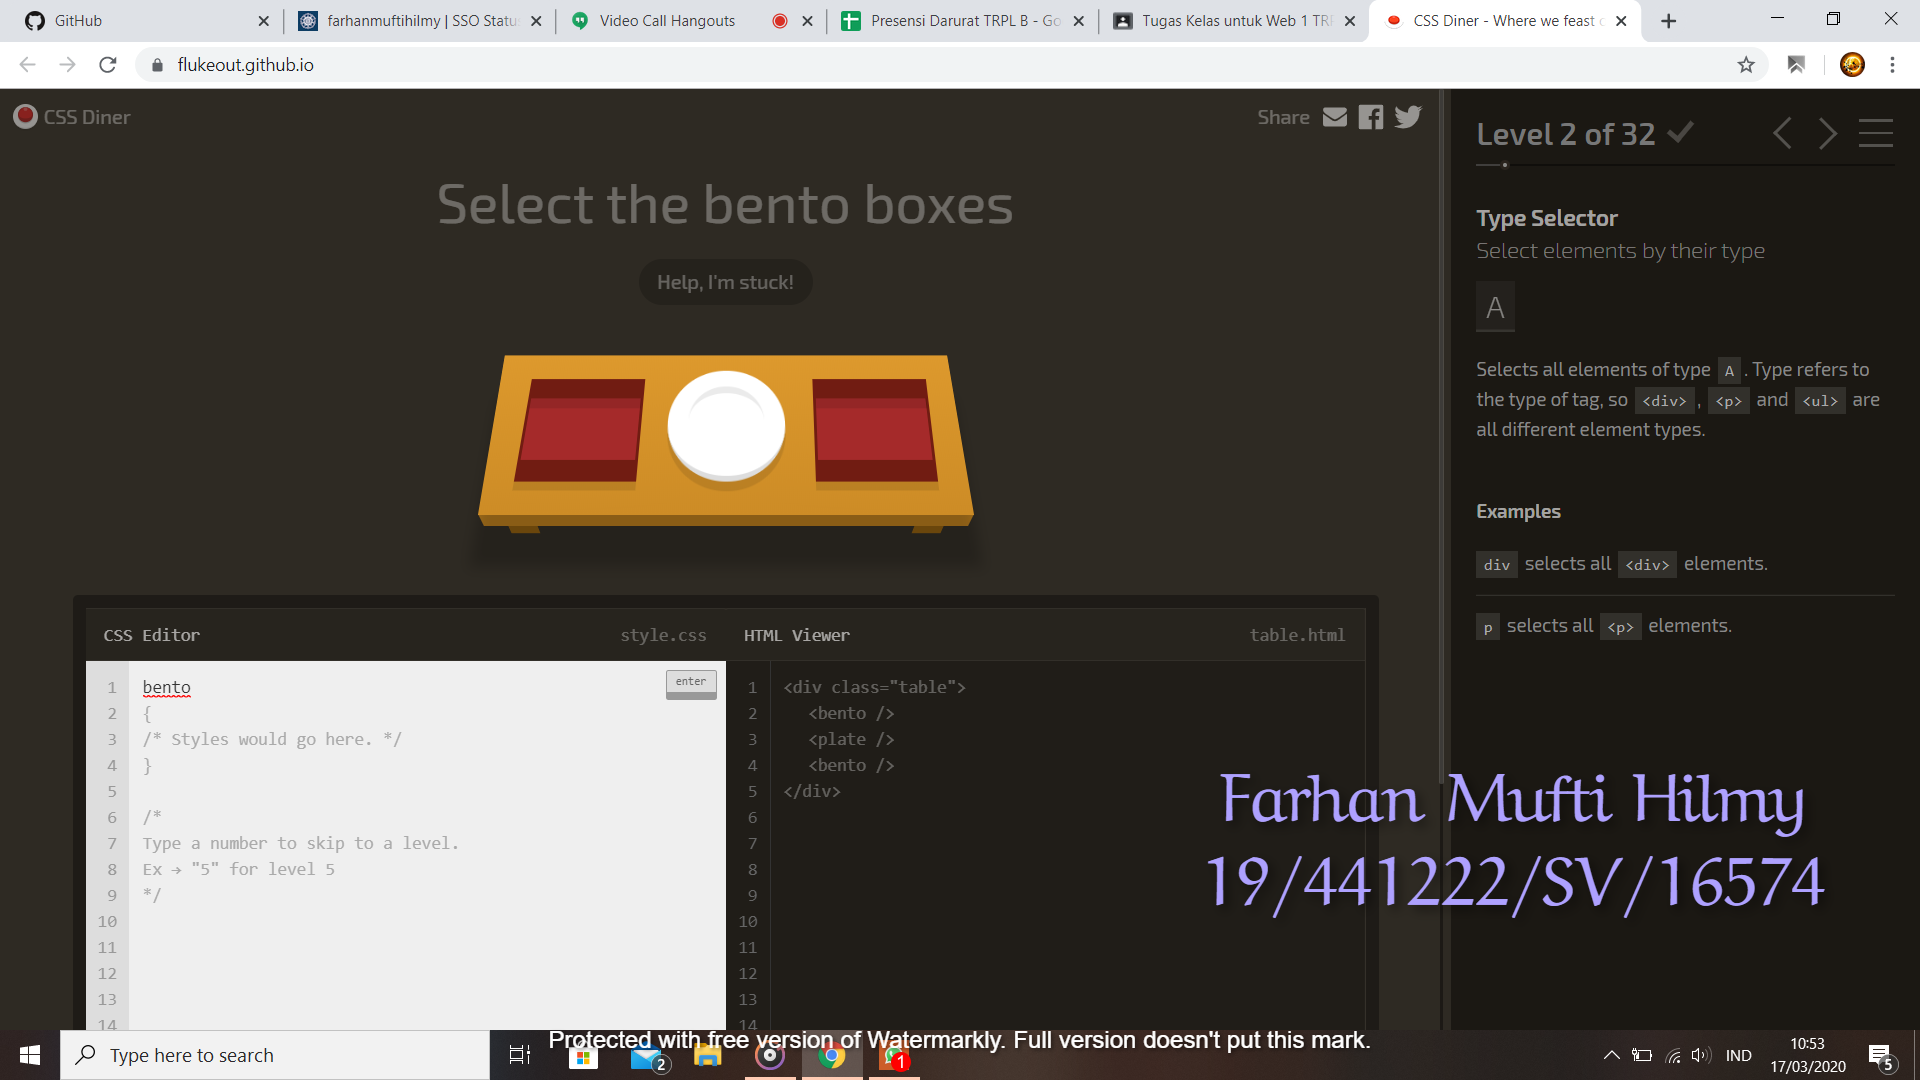 GitHub
farhanmuftihilmy | SSO Statu
Video Call Hangouts
Presensi Darurat TRPL B - Go
Tugas Kelas untuk Web 1 TRP
CSS Diner - Where we feast o
flukeout.github.io
CSS Diner
Share
Select the bento boxes
Help, I'm stuck!
CSS Editor
style.css
1 bento
enter
2 {
3 /* Styles would go here. */
4 }
5
6 /*
7 Type a number to skip to a level.
8 Ex → "5" for level 5
9 */
10
11
12
13
14
HTML Viewer
table.html
1 <div class="table">
2 <bento />
3 <plate />
4 <bento />
5 </div>
6
7
8
9
10
11
12
13
14
Level 2 of 32
Type Selector
Select elements by their type
A
Selects all elements of type A . Type refers to
the type of tag, so <div> , <p> and <ul> are
all different element types.
Examples
div selects all <div> elements.
p selects all <p> elements.
Farhan Mufti Hilmy
19/441222/SV/16574
Protected with free version of Watermarkly. Full version doesn't put this mark.
Type here to search
2
1
IND
10:53
17/03/2020
5